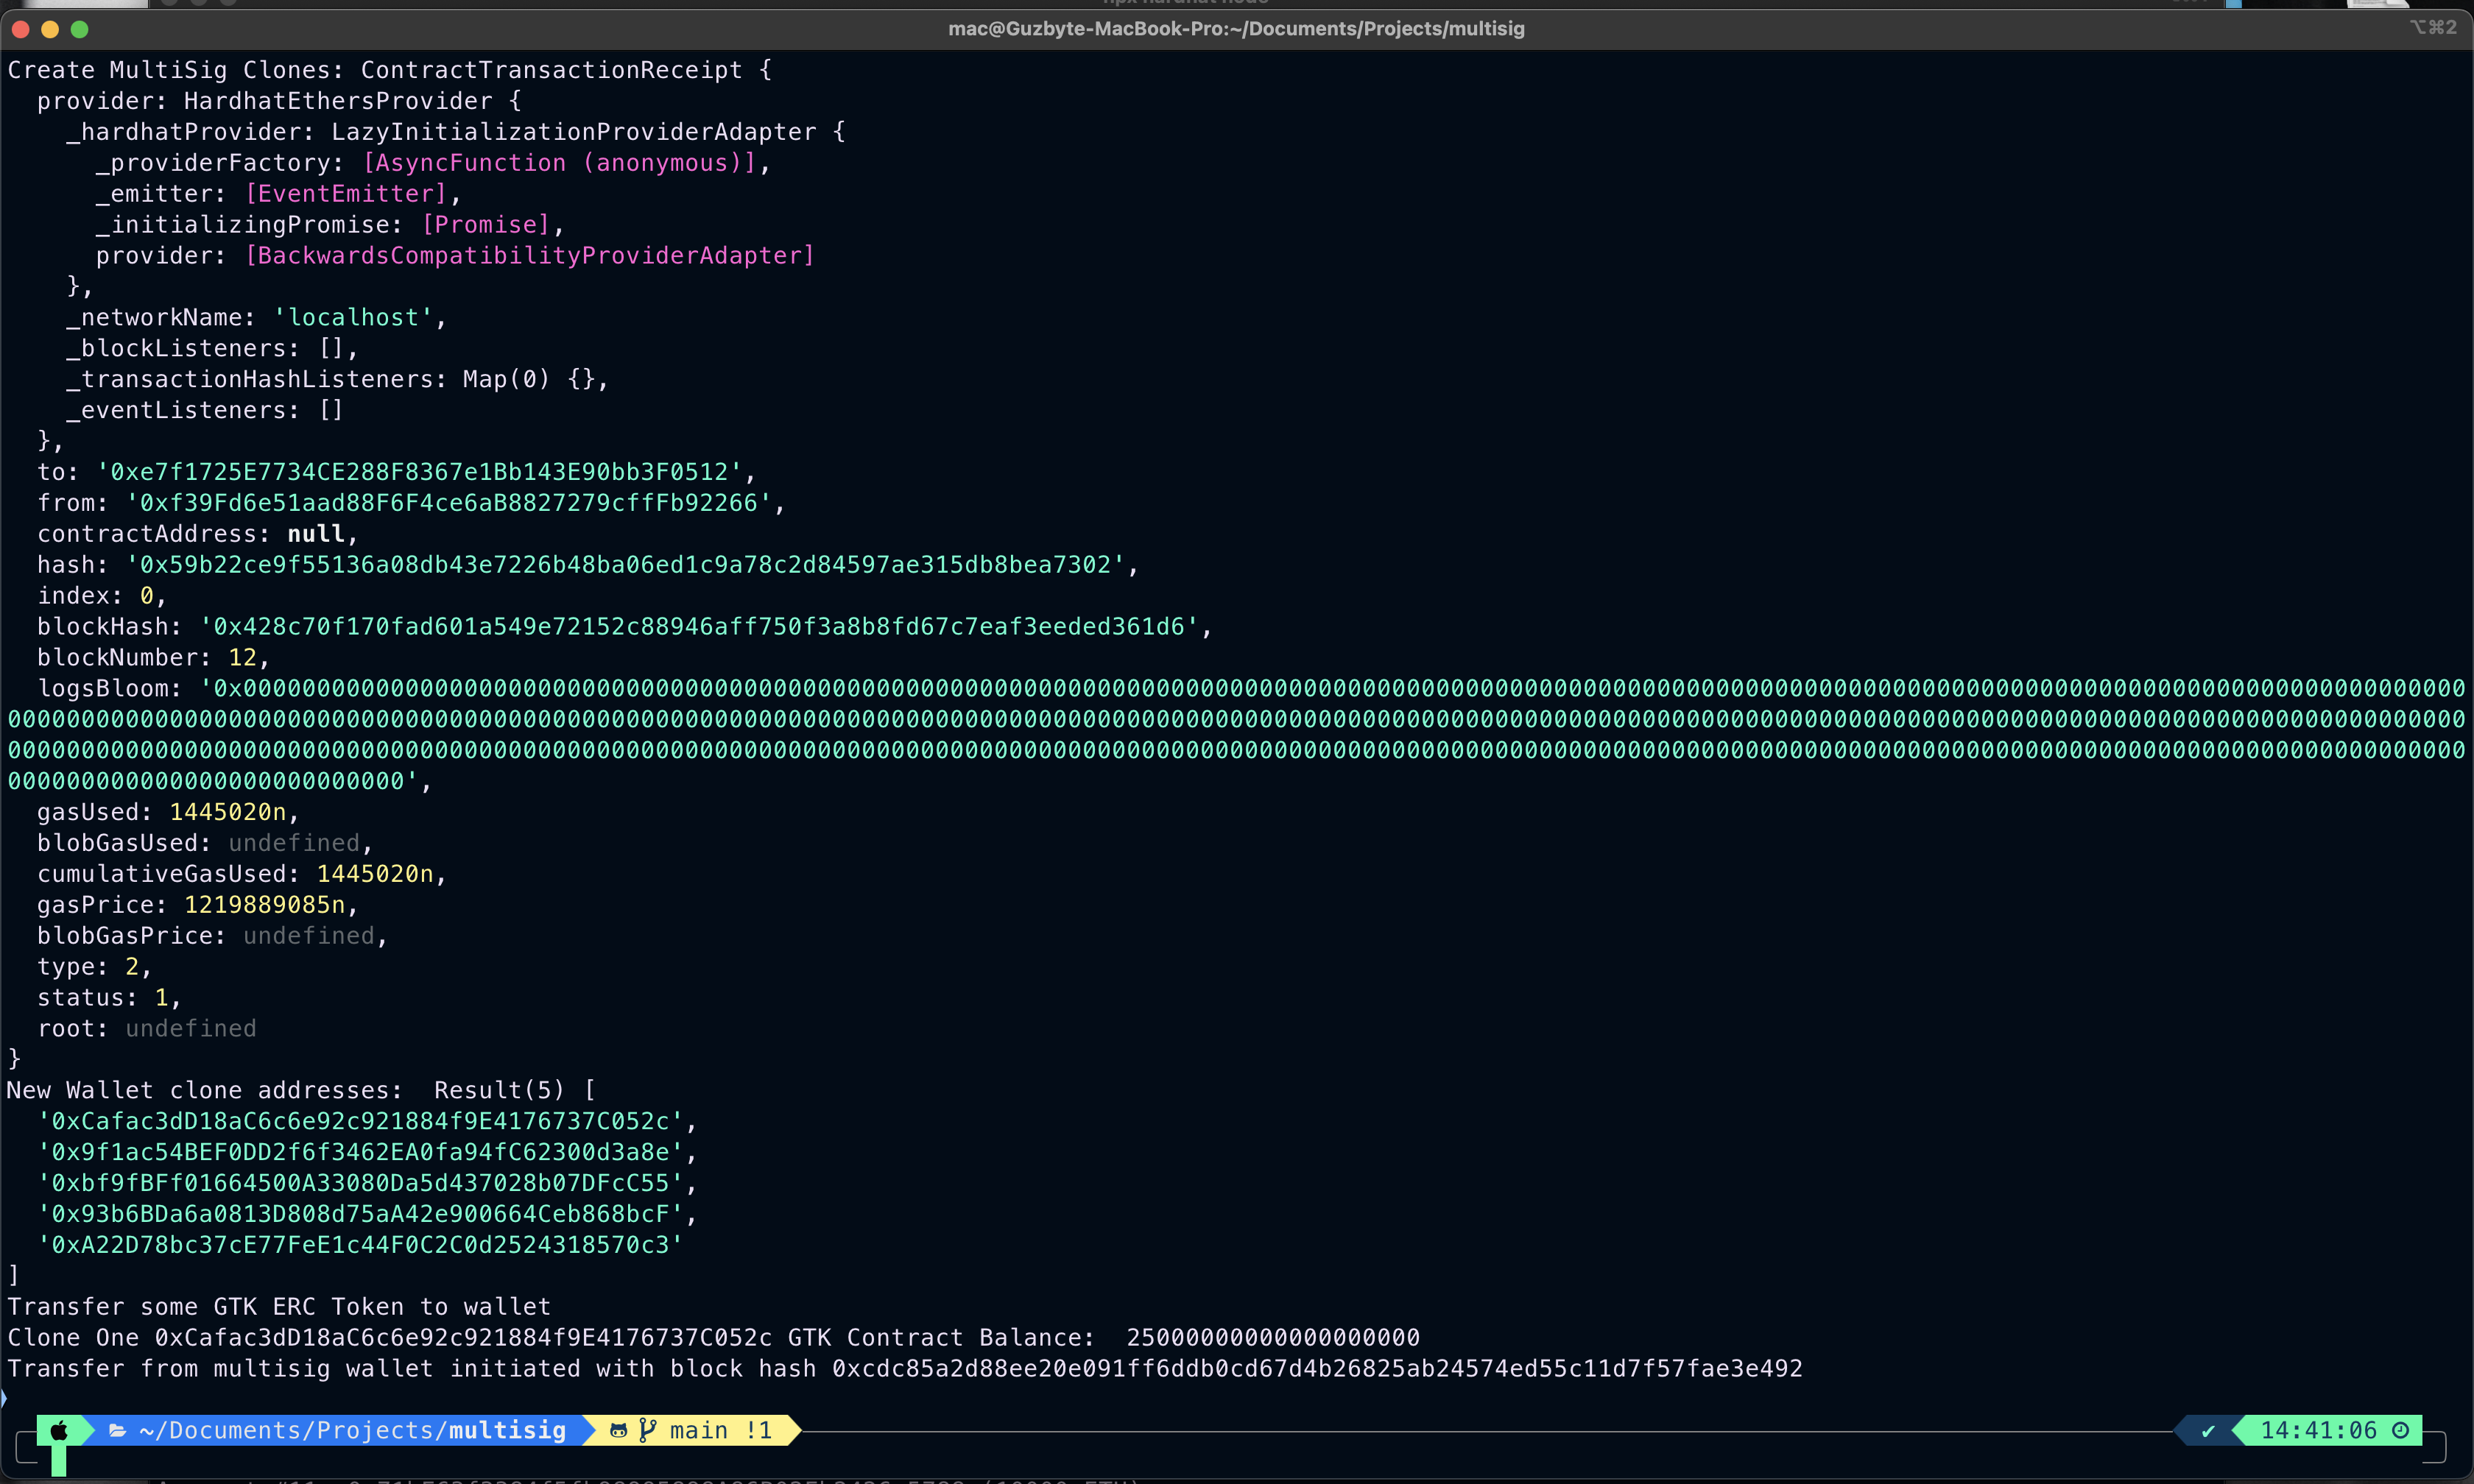 mac@Guzbyte-MacBook-Pro:~/Documents/Projects/multisig
⌥⌘2
Create MultiSig Clones: ContractTransactionReceipt {
  provider: HardhatEthersProvider {
    _hardhatProvider: LazyInitializationProviderAdapter {
      _providerFactory: [AsyncFunction (anonymous)],
      _emitter: [EventEmitter],
      _initializingPromise: [Promise],
      provider: [BackwardsCompatibilityProviderAdapter]
    },
    _networkName: 'localhost',
    _blockListeners: [],
    _transactionHashListeners: Map(0) {},
    _eventListeners: []
  },
  to: '0xe7f1725E7734CE288F8367e1Bb143E90bb3F0512',
  from: '0xf39Fd6e51aad88F6F4ce6aB8827279cffFb92266',
  contractAddress: null,
  hash: '0x59b22ce9f55136a08db43e7226b48ba06ed1c9a78c2d84597ae315db8bea7302',
  index: 0,
  blockHash: '0x428c70f170fad601a549e72152c88946aff750f3a8b8fd67c7eaf3eeded361d6',
  blockNumber: 12,
  logsBloom: '0x0000000000000000000000000000000000000000000000000000000000000000000000000000000000000000000000000000000000000000000000000000000000000000000000000000000
00000000000000000000000000000000000000000000000000000000000000000000000000000000000000000000000000000000000000000000000000000000000000000000000000000000000000000000000
00000000000000000000000000000000000000000000000000000000000000000000000000000000000000000000000000000000000000000000000000000000000000000000000000000000000000000000000
000000000000000000000000000',
  gasUsed: 1445020n,
  blobGasUsed: undefined,
  cumulativeGasUsed: 1445020n,
  gasPrice: 1219889085n,
  blobGasPrice: undefined,
  type: 2,
  status: 1,
  root: undefined
}
New Wallet clone addresses:  Result(5) [
  '0xCafac3dD18aC6c6e92c921884f9E4176737C052c',
  '0x9f1ac54BEF0DD2f6f3462EA0fa94fC62300d3a8e',
  '0xbf9fBFf01664500A33080Da5d437028b07DFcC55',
  '0x93b6BDa6a0813D808d75aA42e900664Ceb868bcF',
  '0xA22D78bc37cE77FeE1c44F0C2C0d2524318570c3'
]
Transfer some GTK ERC Token to wallet
Clone One 0xCafac3dD18aC6c6e92c921884f9E4176737C052c GTK Contract Balance:  25000000000000000000
Transfer from multisig wallet initiated with block hash 0xcdc85a2d88ee20e091ff6ddb0cd67d4b26825ab24574ed55c11d7f57fae3e492
~/Documents/Projects/multisig main !1 ✔ 14:41:06